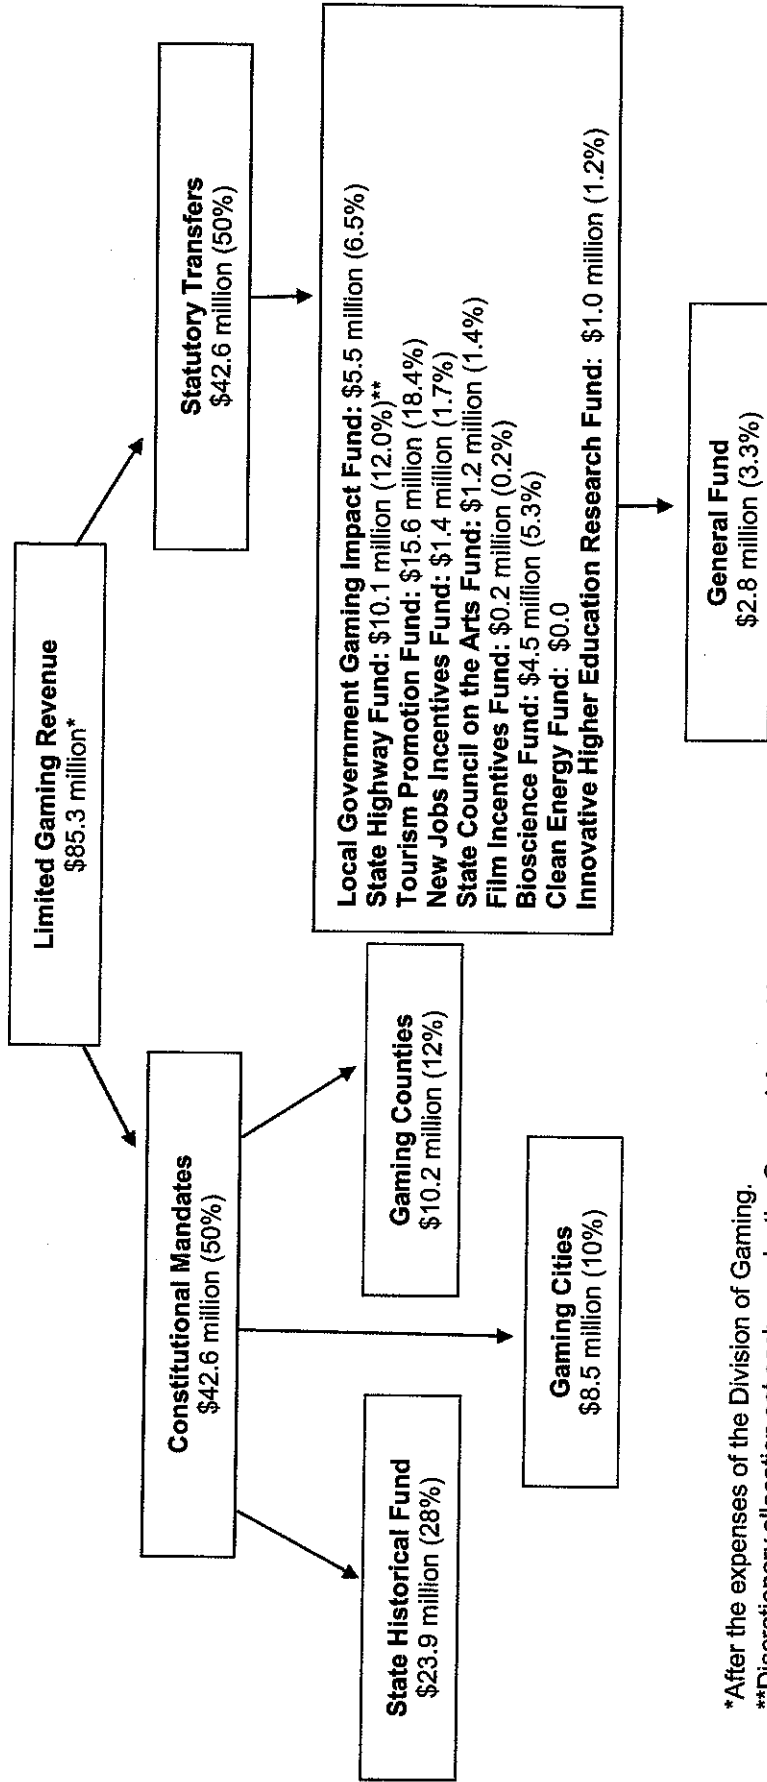 Limited Gaming Revenue
$85.3 million*
Constitutional Mandates
$42.6 million (50%)
Statutory Transfers
$42.6 million (50%)
State Historical Fund
$23.9 million (28%)
Gaming Cities
$8.5 million (10%)
Gaming Counties
$10.2 million (12%)
Local Government Gaming Impact Fund: $5.5 million (6.5%)
State Highway Fund: $10.1 million (12.0%)**
Tourism Promotion Fund: $15.6 million (18.4%)
New Jobs Incentives Fund: $1.4 million (1.7%)
State Council on the Arts Fund: $1.2 million (1.4%)
Film Incentives Fund: $0.2 million (0.2%)
Bioscience Fund: $4.5 million (5.3%)
Clean Energy Fund: $0.0
Innovative Higher Education Research Fund: $1.0 million (1.2%)
General Fund
$2.8 million (3.3%)
*After the expenses of the Division of Gaming.
**Discretionary allocation